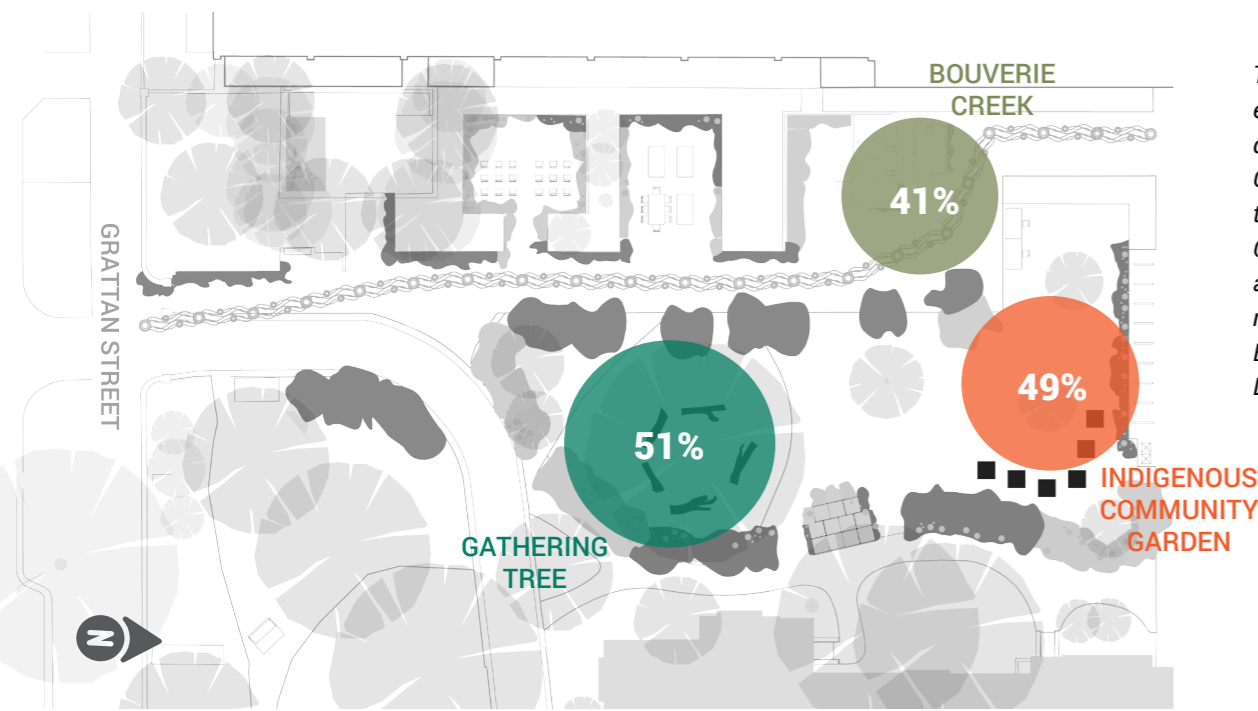 BOUVERIE
CREEK
41%
GRATTAN STREET
49%
51%
INDIGENOUS
COMMUNITY
GARDEN
GATHERING
TREE
N